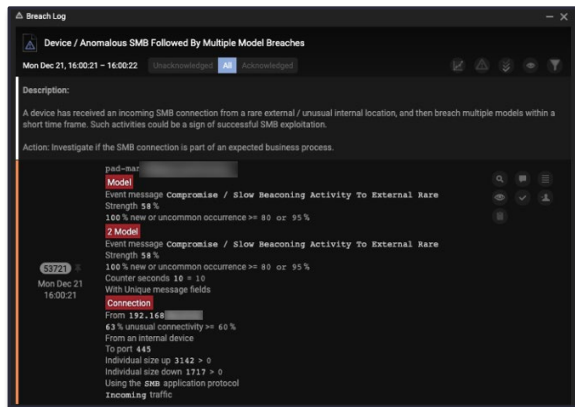 Breach Log
Device / Anomalous SMB Followed By Multiple Model Breaches
Mon Dec 21, 16:00:21 – 16:00:22 Unacknowledged All Acknowledged
Description:
A device has received an incoming SMB connection from a rare external / unusual internal location, and then breach multiple models within a
short time frame. Such activities could be a sign of successful SMB exploitation.
Action: Investigate if the SMB connection is part of an expected business process.
pad-mar
Model
Event message Compromise / Slow Beaconing Activity To External Rare
Strength 58 %
100 % new or uncommon occurrence >= 80 or 95 %
2 Model
Event message Compromise / Slow Beaconing Activity To External Rare
Strength 58 %
53721
100 % new or uncommon occurrence >= 80 or 95 %
Mon Dec 21
Counter seconds 10 = 10
16:00:21
With Unique message fields
Connection
From 192.168
63 % unusual connectivity >= 60 %
From an internal device
To port 445
Individual size up 3142 > 0
Individual size down 1717 > 0
Using the SMB application protocol
Incoming traffic